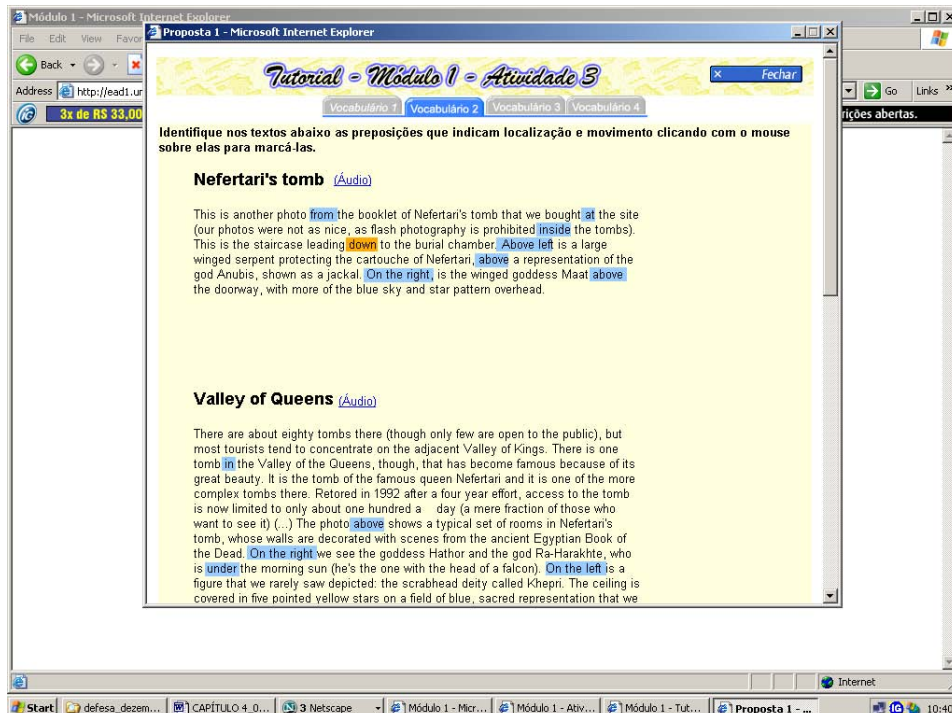 Módulo 1 - Microsoft Internet Explorer
File Edit View Favor
Back
Address http://ead1.ur
Go Links »
3x de R$ 33,00
rições abertas.
Proposta 1 - Microsoft Internet Explorer
Tutorial - Módulo 1 - Atividade 3
× Fechar
Vocabulário 1 Vocabulário 2 Vocabulário 3 Vocabulário 4
Identifique nos textos abaixo as preposições que indicam localização e movimento clicando com o mouse
sobre elas para marcá-las.
Nefertari's tomb (Áudio)
This is another photo from the booklet of Nefertari's tomb that we bought at the site
(our photos were not as nice, as flash photography is prohibited inside the tombs).
This is the staircase leading down to the burial chamber. Above left is a large
winged serpent protecting the cartouche of Nefertari, above a representation of the
god Anubis, shown as a jackal. On the right, is the winged goddess Maat above
the doorway, with more of the blue sky and star pattern overhead.
Valley of Queens (Áudio)
There are about eighty tombs there (though only few are open to the public), but
most tourists tend to concentrate on the adjacent Valley of Kings. There is one
tomb in the Valley of the Queens, though, that has become famous because of its
great beauty. It is the tomb of the famous queen Nefertari and it is one of the more
complex tombs there. Retored in 1992 after a four year effort, access to the tomb
is now limited to only about one hundred a day (a mere fraction of those who
want to see it) (...) The photo above shows a typical set of rooms in Nefertari's
tomb, whose walls are decorated with scenes from the ancient Egyptian Book of
the Dead. On the right we see the goddess Hathor and the god Ra-Harakhte, who
is under the morning sun (he's the one with the head of a falcon). On the left is a
figure that we rarely saw depicted: the scrabhead deity called Khepri. The ceiling is
covered in five pointed yellow stars on a field of blue, sacred representation that we
Internet
Start defesa_dezem... CAPÍTULO 4_0... 3 Netscape Módulo 1 - Micr... Módulo 1 - Ativ... Módulo 1 - Tut... Proposta 1 - ... 10:40